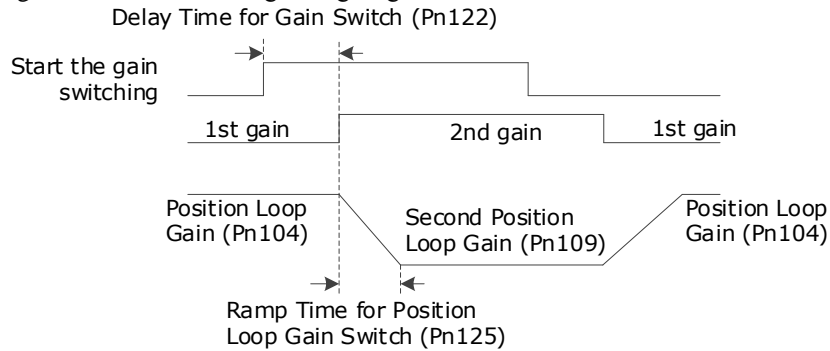 Delay Time for Gain Switch (Pn122)
Start the gain
switching
1st gain
2nd gain
1st gain
Position Loop
Gain (Pn104)
Second Position
Loop Gain (Pn109)
Position Loop
Gain (Pn104)
Ramp Time for Position
Loop Gain Switch (Pn125)